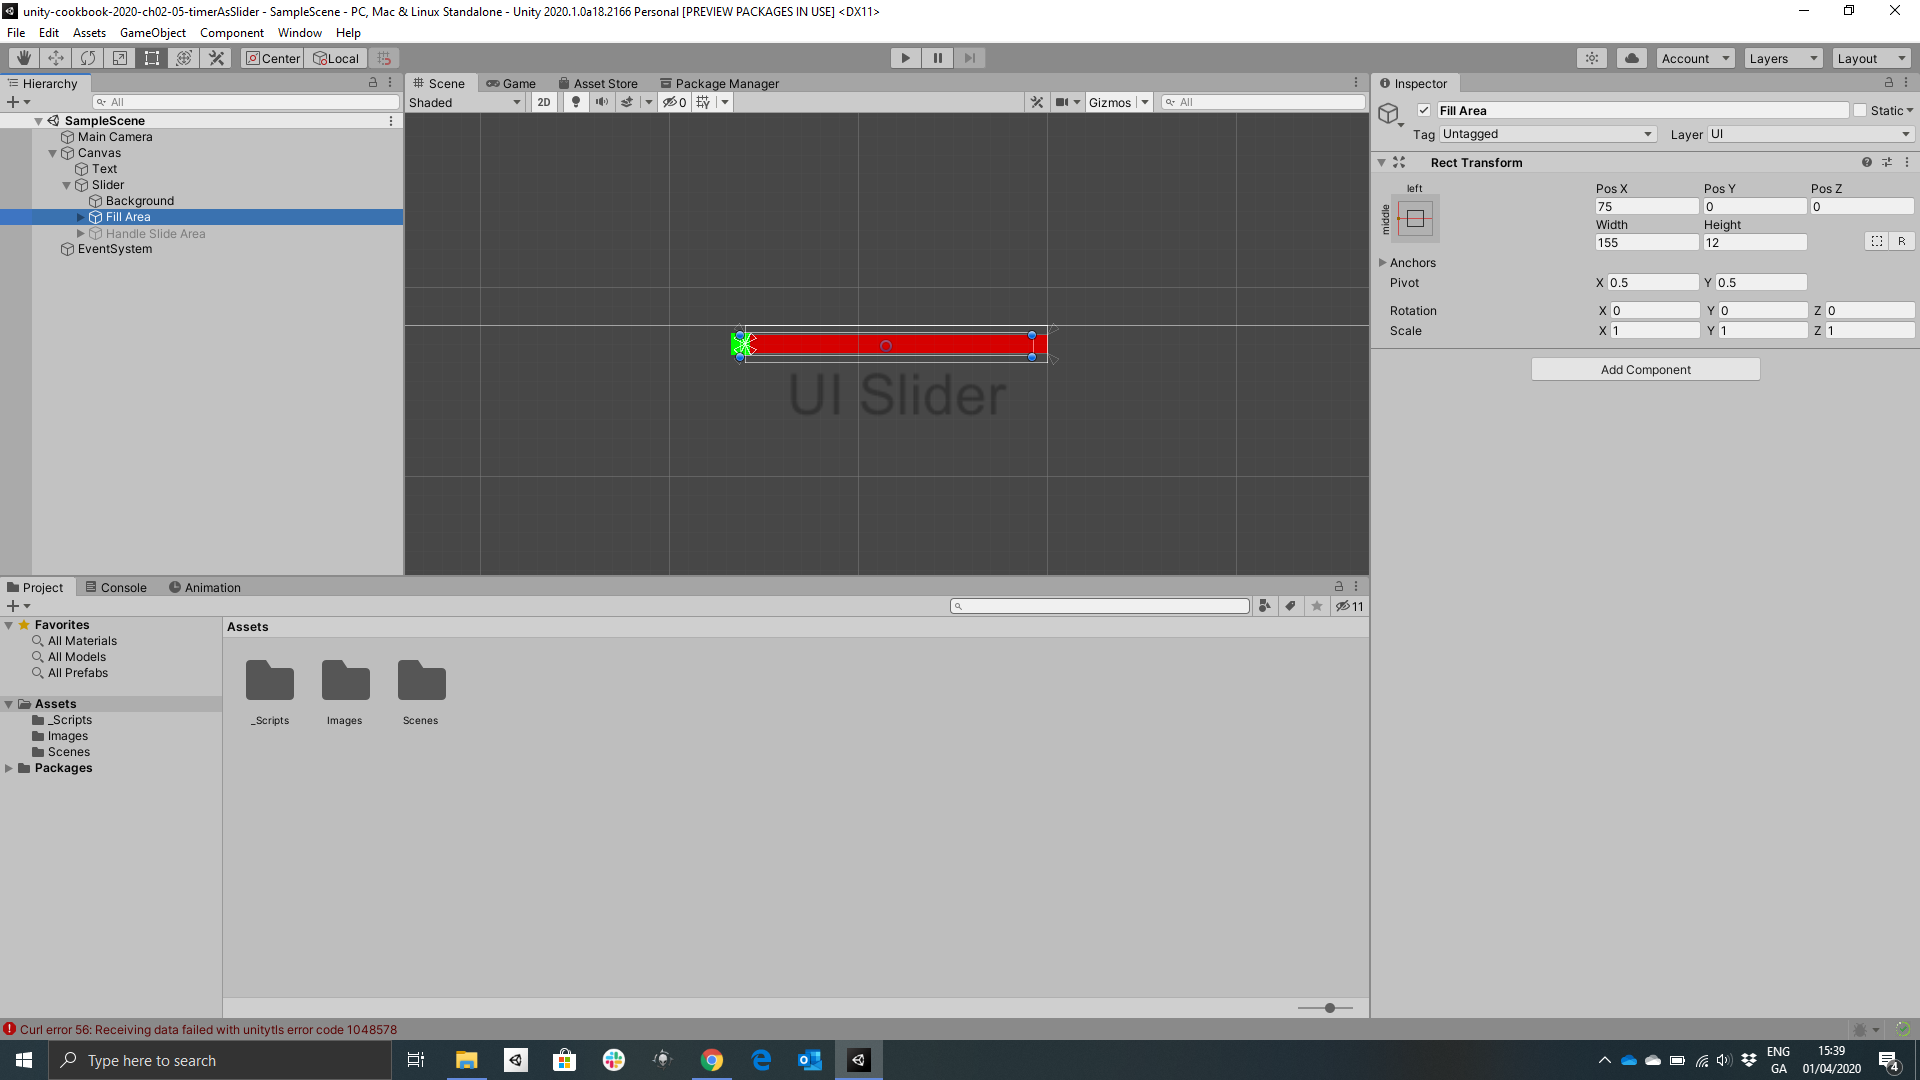 unity-cookbook-2020-ch02-05-timerAsSlider - SampleScene - PC, Mac & Linux Standalone - Unity 2020.1.0a18.2166 Personal [PREVIEW PACKAGES IN USE] <DX11>
File Edit Assets GameObject Component Window Help
Center Local Account Layers Layout
Hierarchy Scene Game Asset Store Package Manager Inspector
All Shaded 2D 0 Gizmos All
Fill Area Static
Tag Untagged Layer UI
SampleScene
Main Camera
Canvas
Text
Slider
Background
Fill Area
Handle Slide Area
EventSystem
Rect Transform
left
middle
Pos X Pos Y Pos Z
75 0 0
Width Height
155 12 R
Anchors
Pivot X 0.5 Y 0.5
Rotation X 0 Y 0 Z 0
Scale X 1 Y 1 Z 1
Add Component
UI Slider
Project Console Animation
11
Favorites
All Materials
All Models
All Prefabs
Assets
_Scripts
Images
Scenes
Packages
Assets
_Scripts Images Scenes
Curl error 56: Receiving data failed with unitytls error code 1048578
Type here to search
ENG
GA
15:39
01/04/2020
4